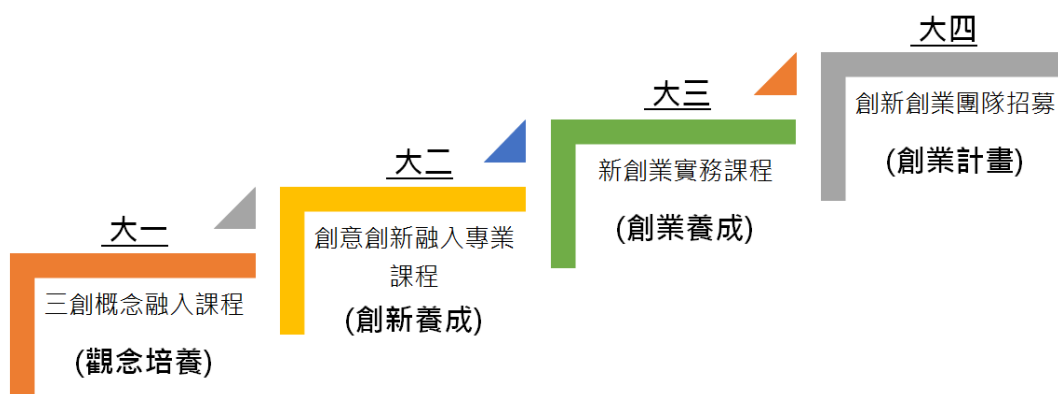 大一
三創概念融入課程
(觀念培養)
大二
創意創新融入專業
課程
(創新養成)
大三
新創業實務課程
(創業養成)
大四
創新創業團隊招募
(創業計畫)